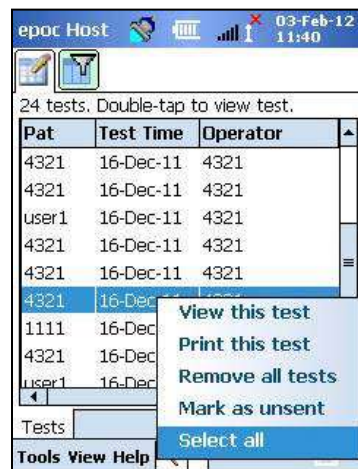 epoc Host 03-Feb-12
11:40
24 tests. Double-tap to view test.
Pat Test Time Operator
4321 16-Dec-11 4321
4321 16-Dec-11 4321
user1 16-Dec-11 4321
4321 16-Dec-11 4321
4321 16-Dec-11 4321
4321 16-Dec
1111 16-Dec
4321 16-Dec
user1 16-Dec
View this test
Print this test
Remove all tests
Mark as unsent
Select all
Tests
Tools View Help